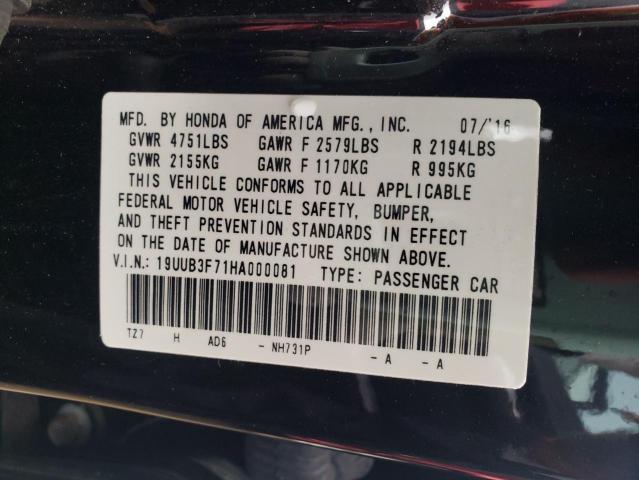 MFD. BY HONDA OF AMERICA MFG., INC. 07/'16
GVWR 4751LBS GAWR F 2579LBS R 2194LBS
GVWR 2155KG GAWR F 1170KG R 995KG
THIS VEHICLE CONFORMS TO ALL APPLICABLE
FEDERAL MOTOR VEHICLE SAFETY, BUMPER,
AND THEFT PREVENTION STANDARDS IN EFFECT
ON THE DATE OF MANUFACTURE SHOWN ABOVE.
V.I.N.: 19UUB3F71HA000081 TYPE: PASSENGER CAR
TZ7 H AD6 - NH731P - A - A